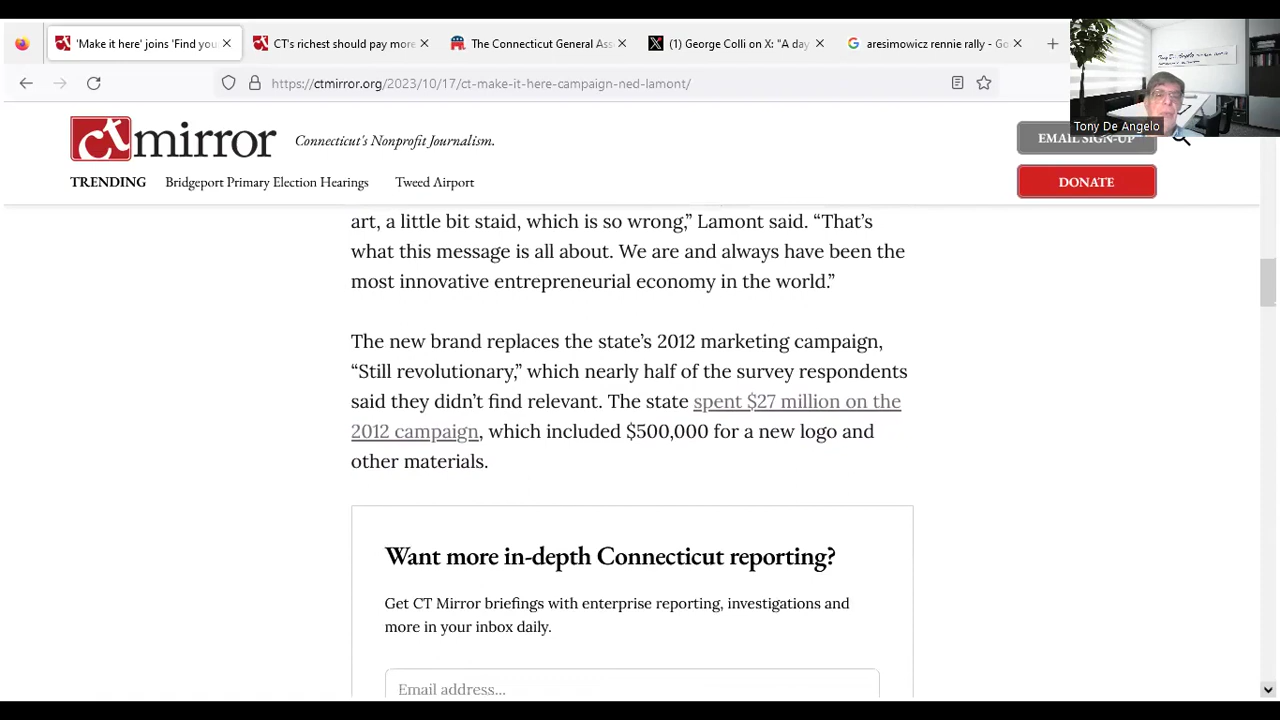 'Make it here' joins 'Find you
CT's richest should pay more
The Connecticut General Ass
(1) George Colli on X: "A day
aresimowicz rennie rally - Go
https://ctmirror.org/2023/10/17/ct-make-it-here-campaign-ned-lamont/
Tony De Angelo
ct mirror
Connecticut's Nonprofit Journalism.
EMAIL SIGN-UP
TRENDING
Bridgeport Primary Election Hearings
Tweed Airport
DONATE
art, a little bit staid, which is so wrong,” Lamont said. “That’s
what this message is all about. We are and always have been the
most innovative entrepreneurial economy in the world.”
The new brand replaces the state’s 2012 marketing campaign,
“Still revolutionary,” which nearly half of the survey respondents
said they didn’t find relevant. The state spent $27 million on the
2012 campaign, which included $500,000 for a new logo and
other materials.
Want more in-depth Connecticut reporting?
Get CT Mirror briefings with enterprise reporting, investigations and
more in your inbox daily.
Email address...